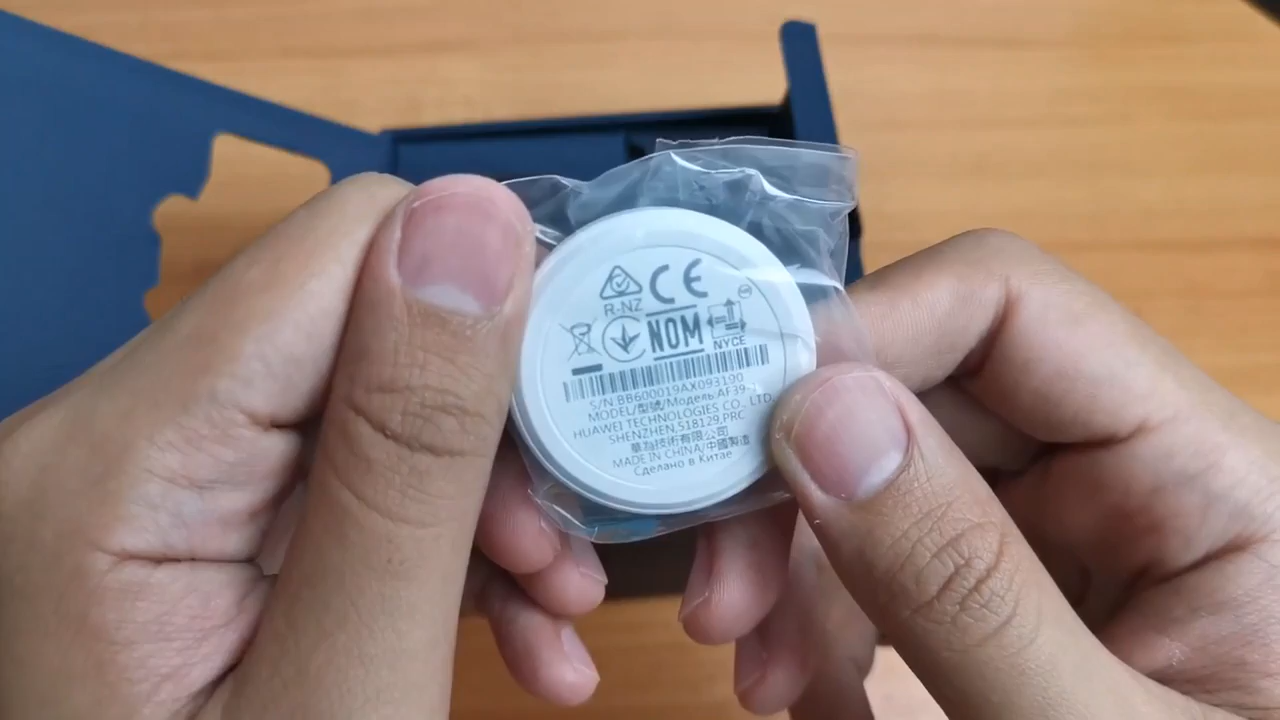 CE
R-NZ
NOM
NYCE
S/N BB600019AX093190
MODEL/型號/Модель:AF39-1
HUAWEI TECHNOLOGIES CO., LTD.
SHENZHEN,518129,PRC
華為技術有限公司
MADE IN CHINA/中國製造
Сделано в Китае